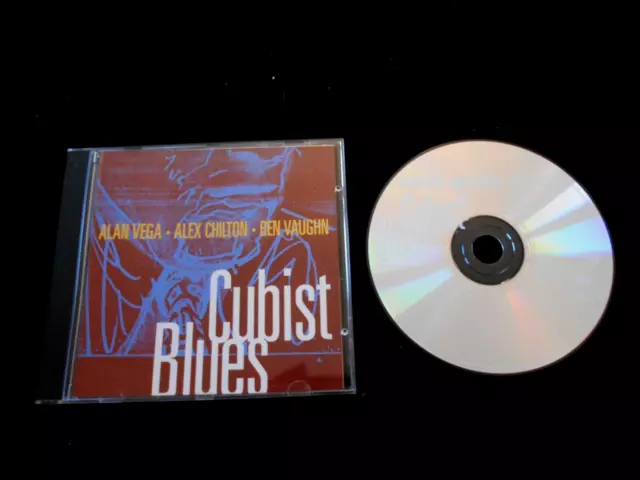 ALAN VEGA • ALEX CHILTON • BEN VAUGHN
Cubist
Blues